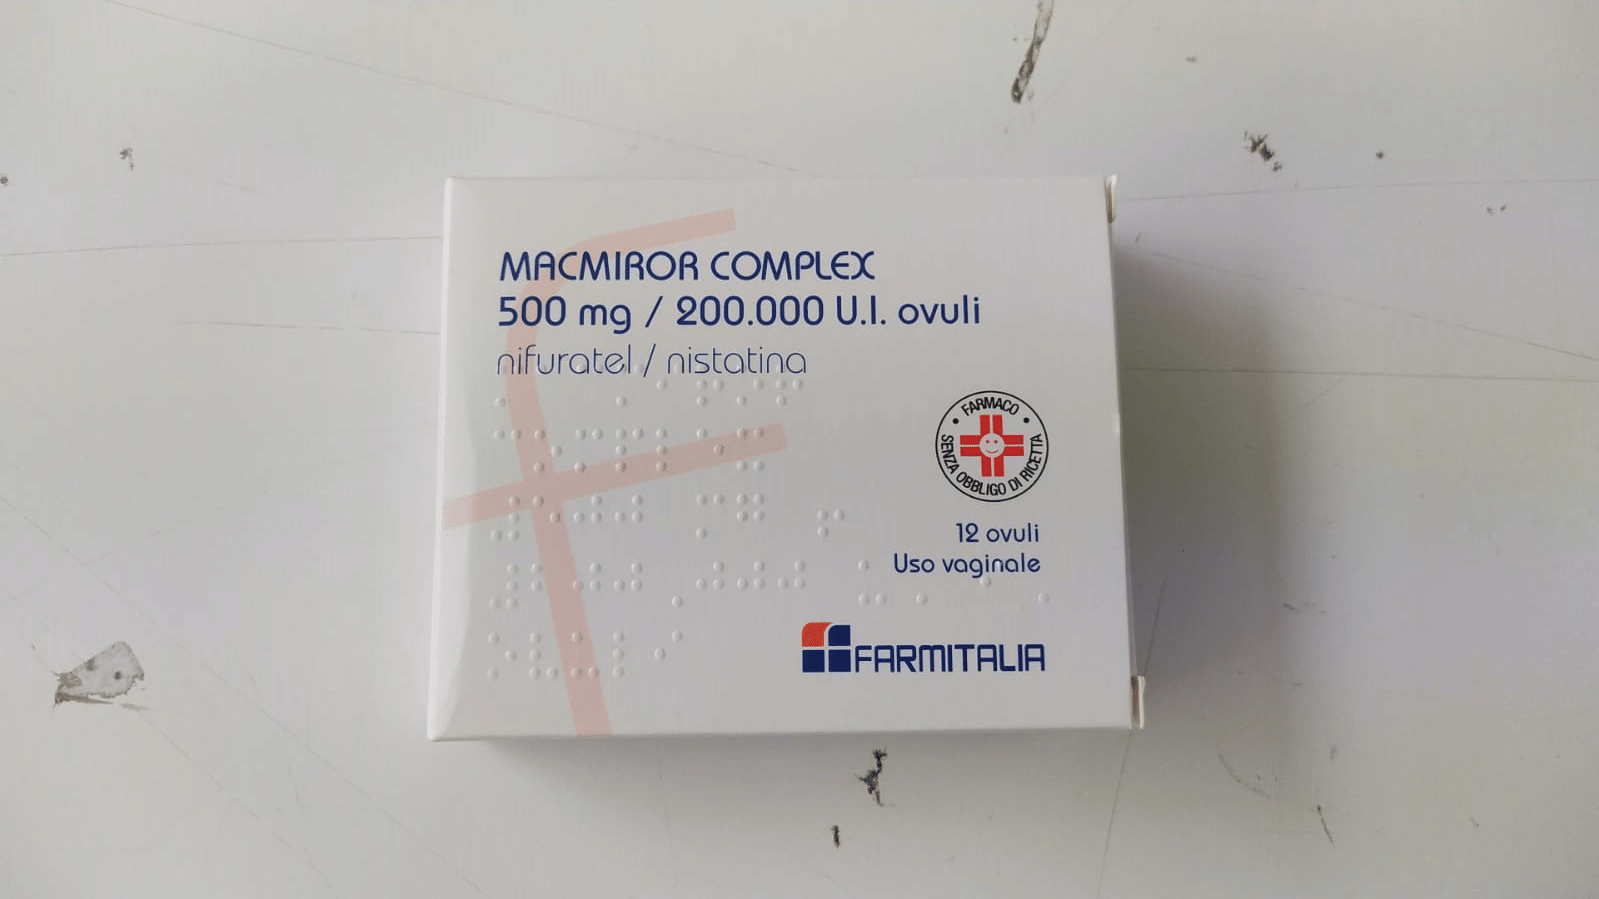 MACMIROR COMPLEX
500 mg / 200.000 U.I. ovuli
nifuratel / nistatina
FARMACO
SENZA OBBLIGO DI RICETTA
12 ovuli
Uso vaginale
FARMITALIA